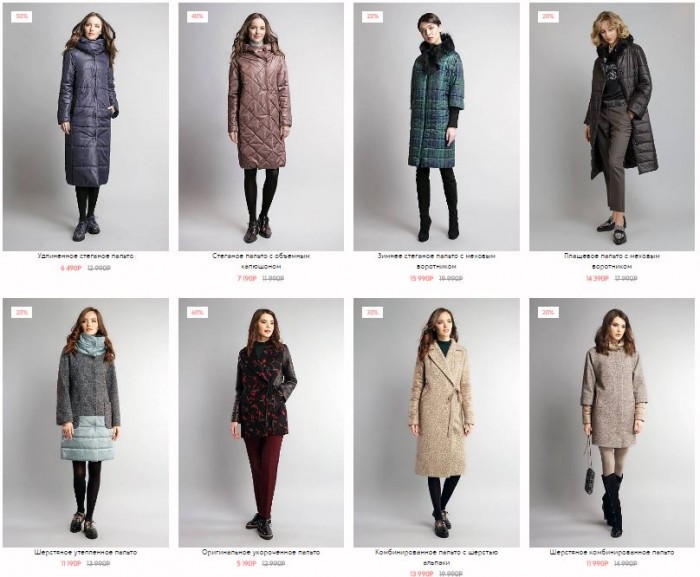 50%
40%
20%
20%
Удлиненное стеганое пальто
6 490Р 12 990Р
Стеганое пальто с объемным
капюшоном
7 190Р 11 990Р
Зимнее стеганое пальто с меховым
воротником
15 990Р 19 990Р
Плащевое пальто с меховым
воротником
14 390Р 17 990Р
20%
60%
30%
20%
Шерстяное утепленное пальто
11 190Р 13 990Р
Оригинальное укороченное пальто
5 190Р 12 990Р
Комбинированное пальто с шерстью
альпаки
13 990Р 19 990Р
Шерстяное комбинированное пальто
11 990Р 14 990Р